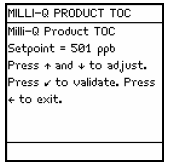 MILLI-Q PRODUCT TOC
Milli-Q Product TOC
Setpoint = 501 ppb
Press ↑ and ↓ to adjust.
Press ✓ to validate. Press
← to exit.